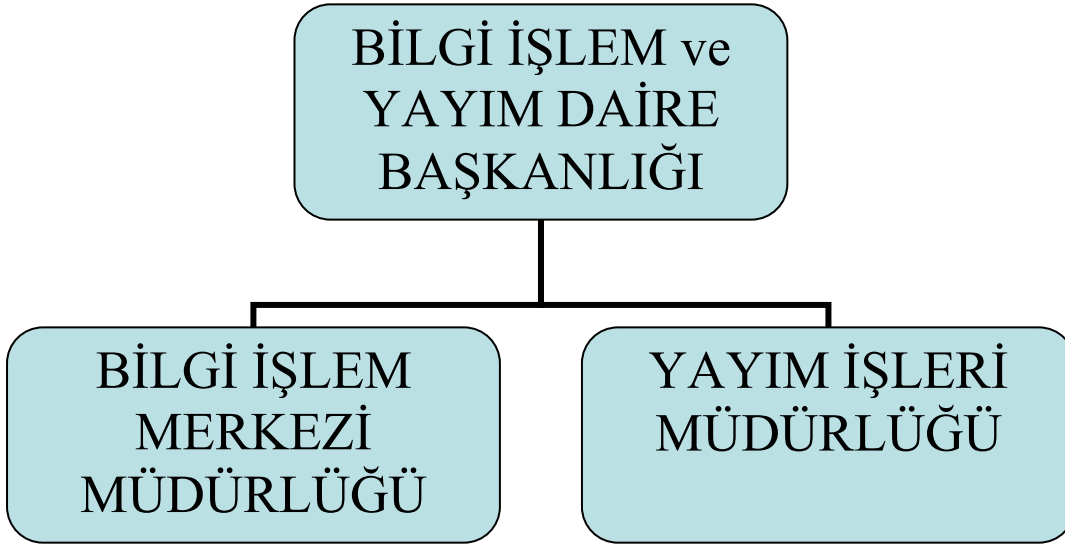 BİLGİ İŞLEM ve
YAYIM DAİRE
BAŞKANLIĞI
BİLGİ İŞLEM
MERKEZİ
MÜDÜRLÜĞÜ
YAYIM İŞLERİ
MÜDÜRLÜĞÜ